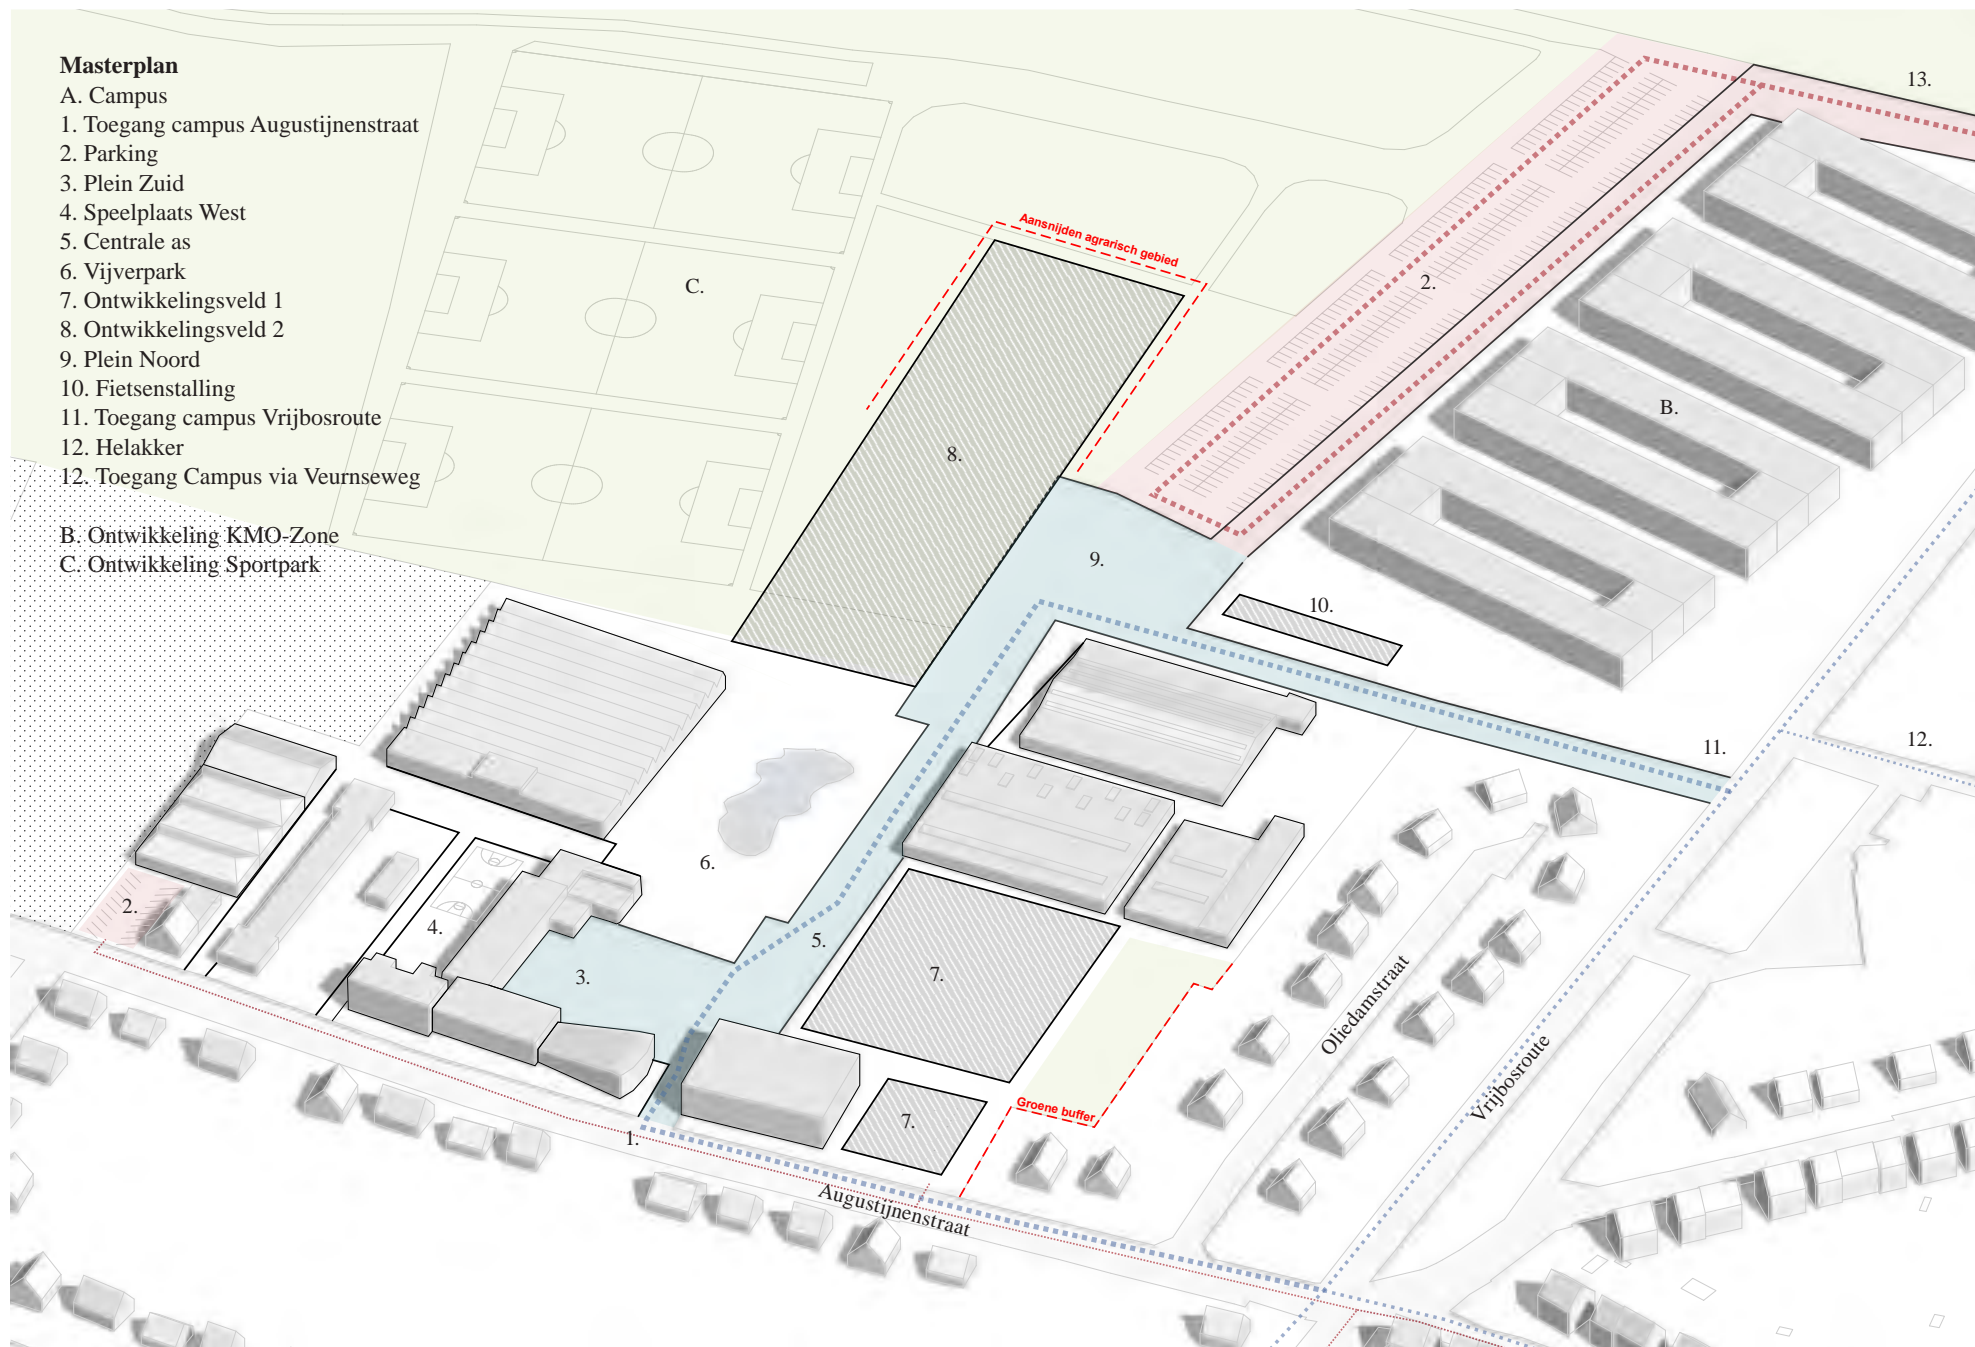 Masterplan
A. Campus
1. Toegang campus Augustijnenstraat
2. Parking
3. Plein Zuid
4. Speelplaats West
5. Centrale as
6. Vijverpark
7. Ontwikkelingsveld 1
8. Ontwikkelingsveld 2
9. Plein Noord
10. Fietsenstalling
11. Toegang campus Vrijbosroute
12. Helakker
12. Toegang Campus via Veurnseweg
B. Ontwikkeling KMO-Zone
C. Ontwikkeling Sportpark
13.
Aansnijden agrarisch gebied
C.
2.
B.
8.
9.
10.
11.
12.
6.
2.
4.
5.
3.
7.
Oliedamstraat
Vrijbosroute
Groene buffer
7.
1.
Augustijnenstraat